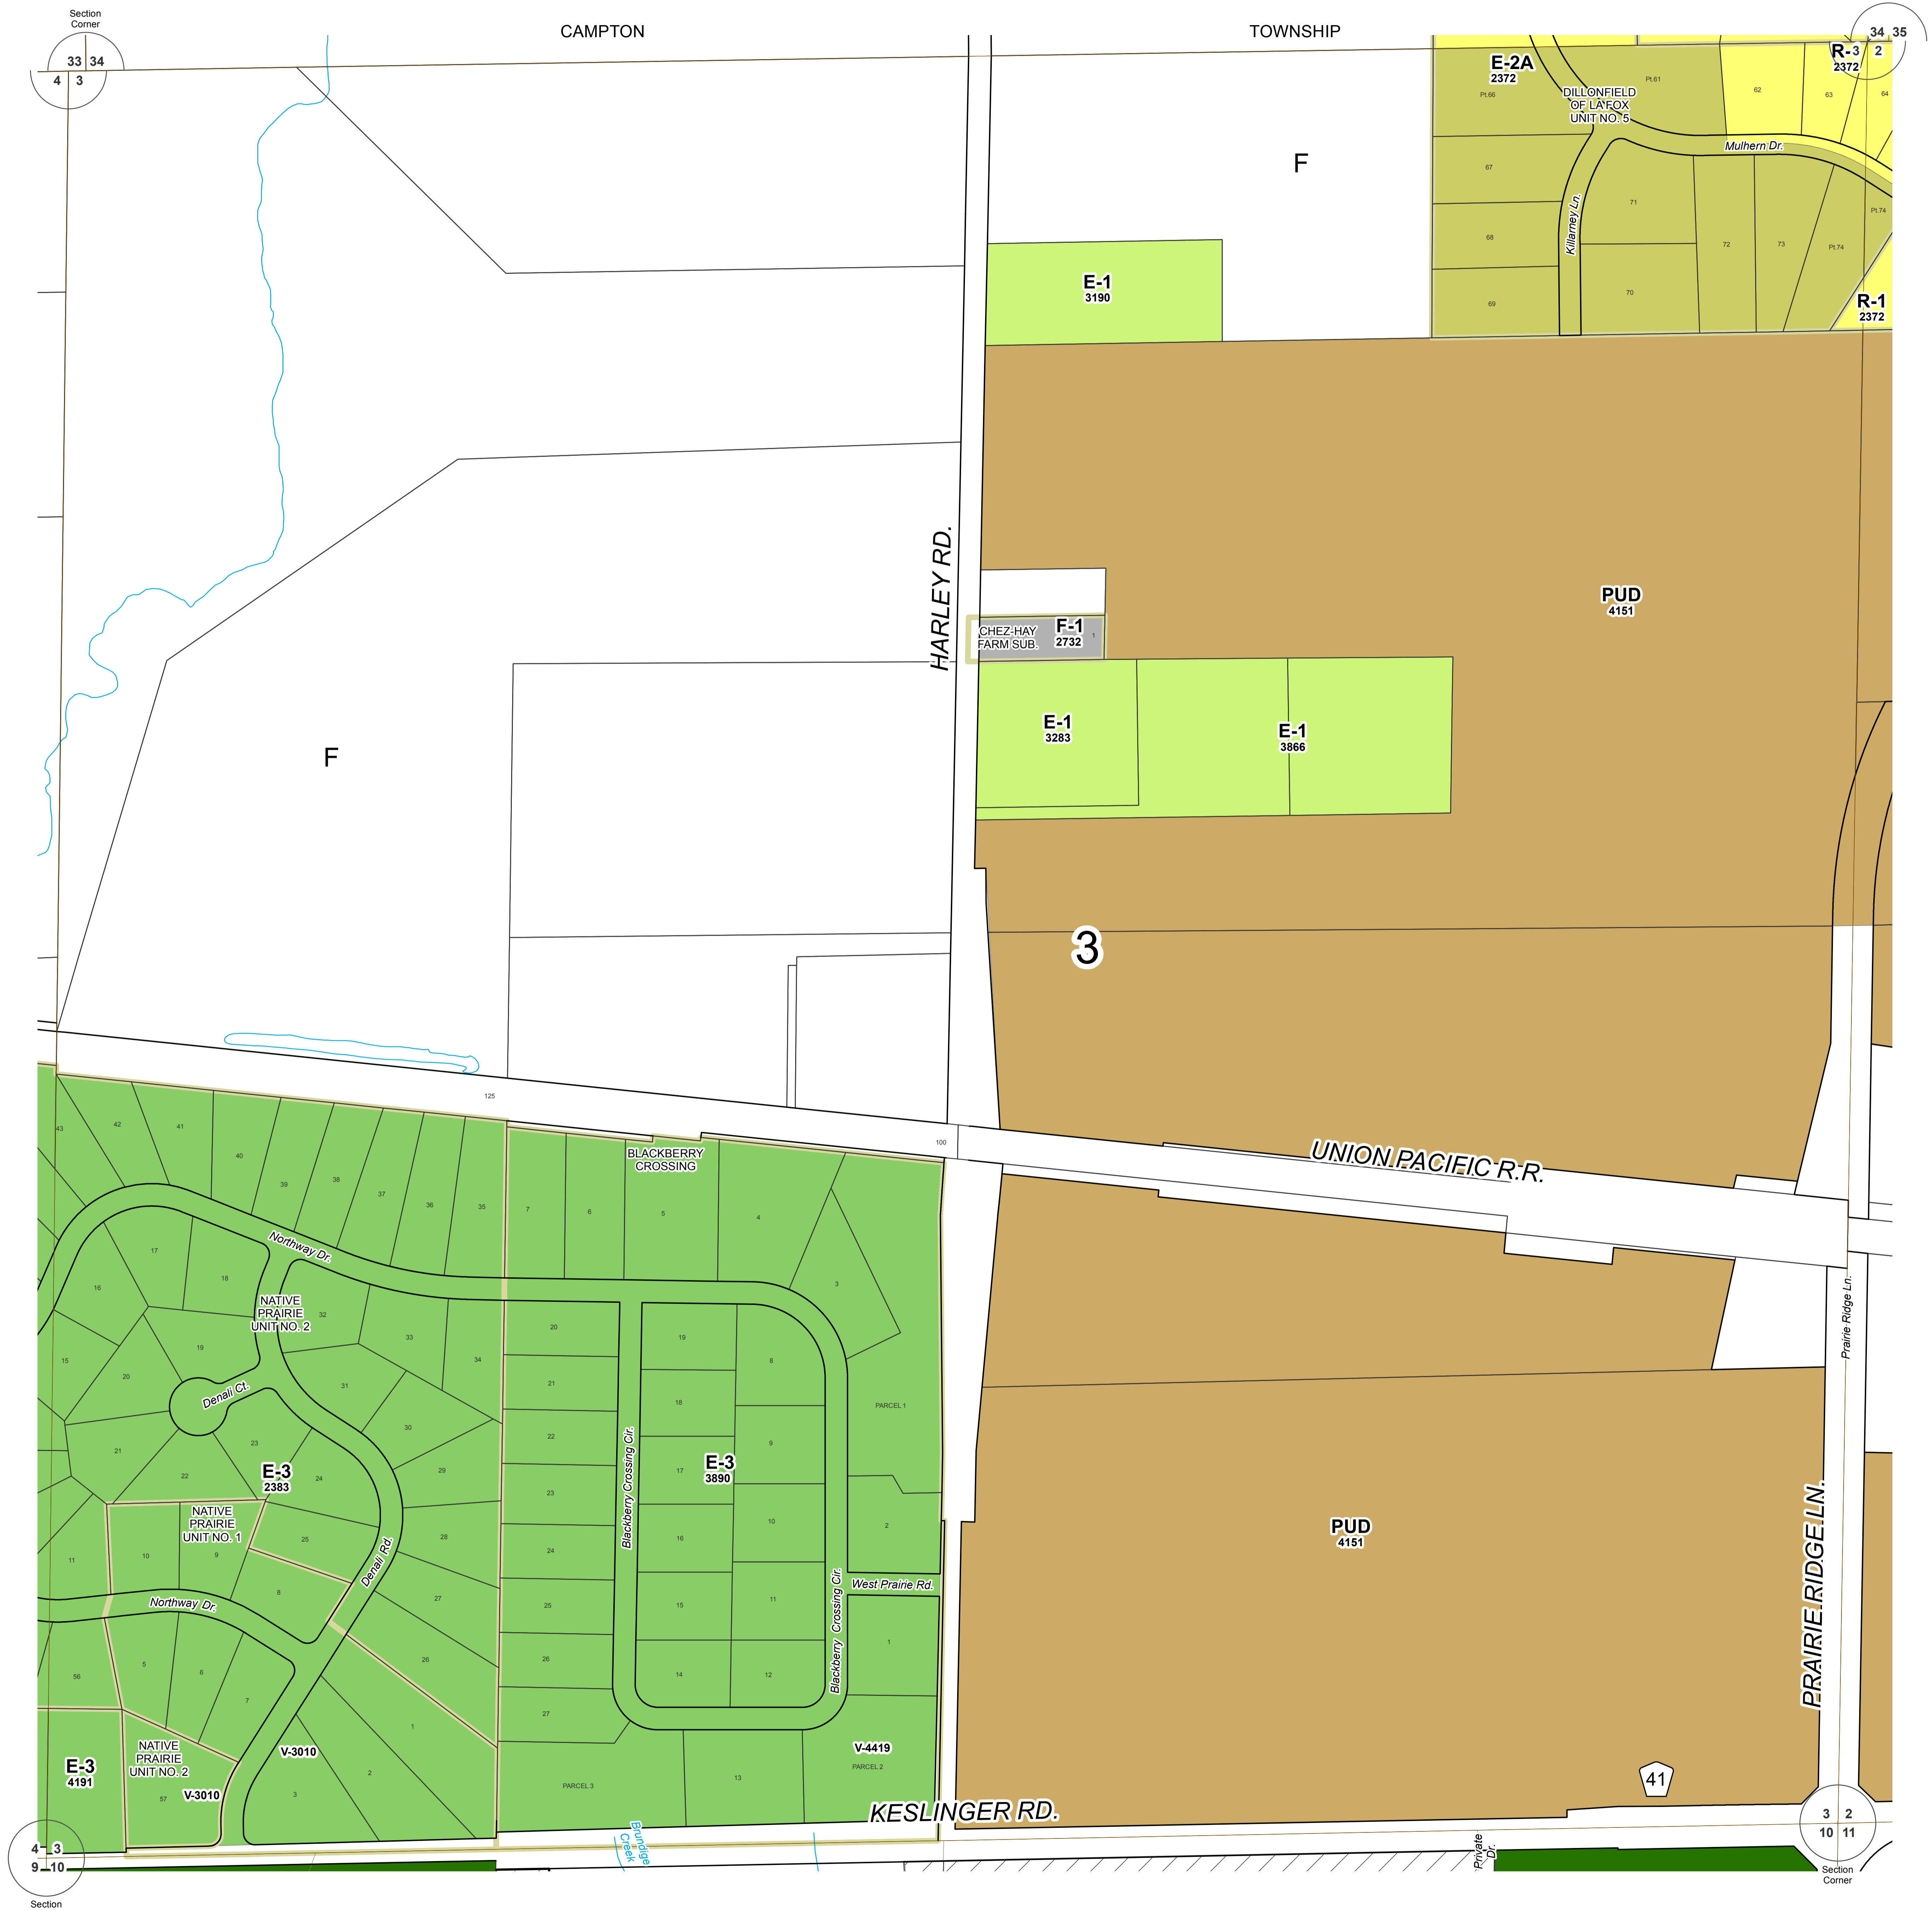 Section
Corner
CAMPTON
TOWNSHIP
33 34
4 3
34 35
3 2
R-
2372
E-2A
2372
Pt.66
Pt.61
DILLONFIELD
OF LA FOX
UNIT NO. 5
62
63
64
Mulhern Dr.
F
67
Killarney Ln.
71
Pt.74
68
72
73
Pt.74
69
70
E-1
3190
R-1
2372
HARLEY RD.
PUD
4151
CHEZ-HAY
FARM SUB.
F-1
2732
1
F
E-1
3283
E-1
3866
3
125
100
UNION PACIFIC R.R.
43
42
41
40
39
38
37
36
35
BLACKBERRY
CROSSING
7
6
5
4
3
Northway Dr.
17
16
18
NATIVE
PRAIRIE
UNIT NO. 2
32
33
34
15
19
20
31
Denali Ct.
30
21
22
23
24
29
E-3
2383
NATIVE
PRAIRIE
UNIT NO. 1
11
10
9
25
28
8
Denali Rd.
27
Northway Dr.
56
5
6
7
26
1
2
3
E-3
4191
NATIVE
PRAIRIE
UNIT NO. 2
57
V-3010
V-3010
20
21
22
23
24
25
26
27
Blackberry Crossing Cir.
19
18
17
16
15
14
E-3
3890
8
9
10
11
12
Blackberry Crossing Cir.
PARCEL 1
2
West Prairie Rd.
1
V-4419
PARCEL 2
PARCEL 3
13
PUD
4151
Prairie Ridge Ln.
PRAIRIE RIDGE LN.
41
KESLINGER RD.
Brundige
Creek
Private
Dr.
4 3
9 10
Section
3 2
10 11
Section
Corner